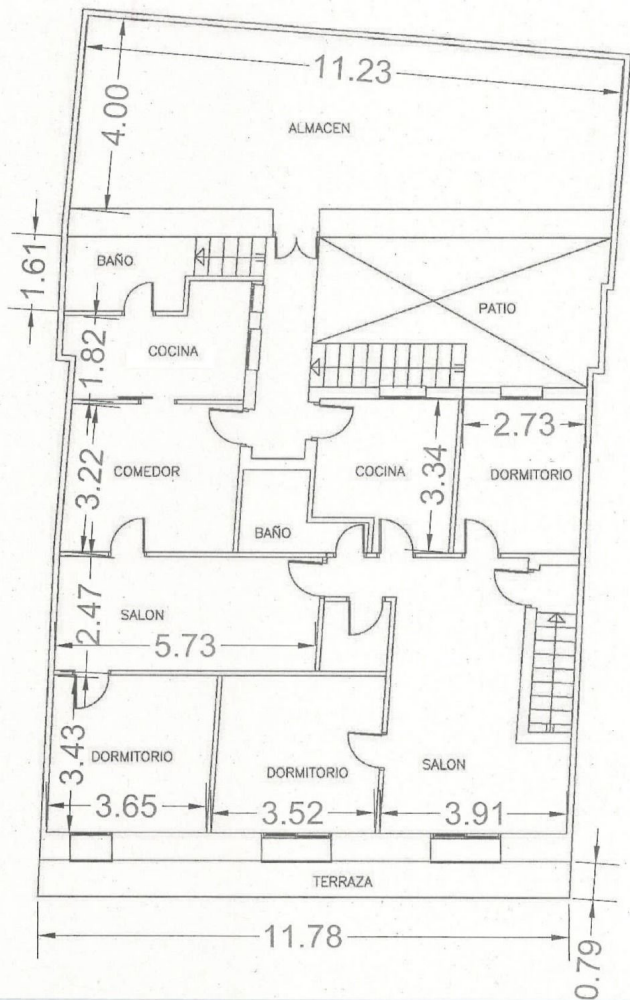 11.23
4.00
ALMACEN
1.61
BAÑO
PATIO
1.82
COCINA
2.73
3.22
COMEDOR
COCINA
3.34
DORMITORIO
BAÑO
2.47
SALON
5.73
3.43
DORMITORIO
DORMITORIO
SALON
3.65
3.52
3.91
TERRAZA
0.79
11.78